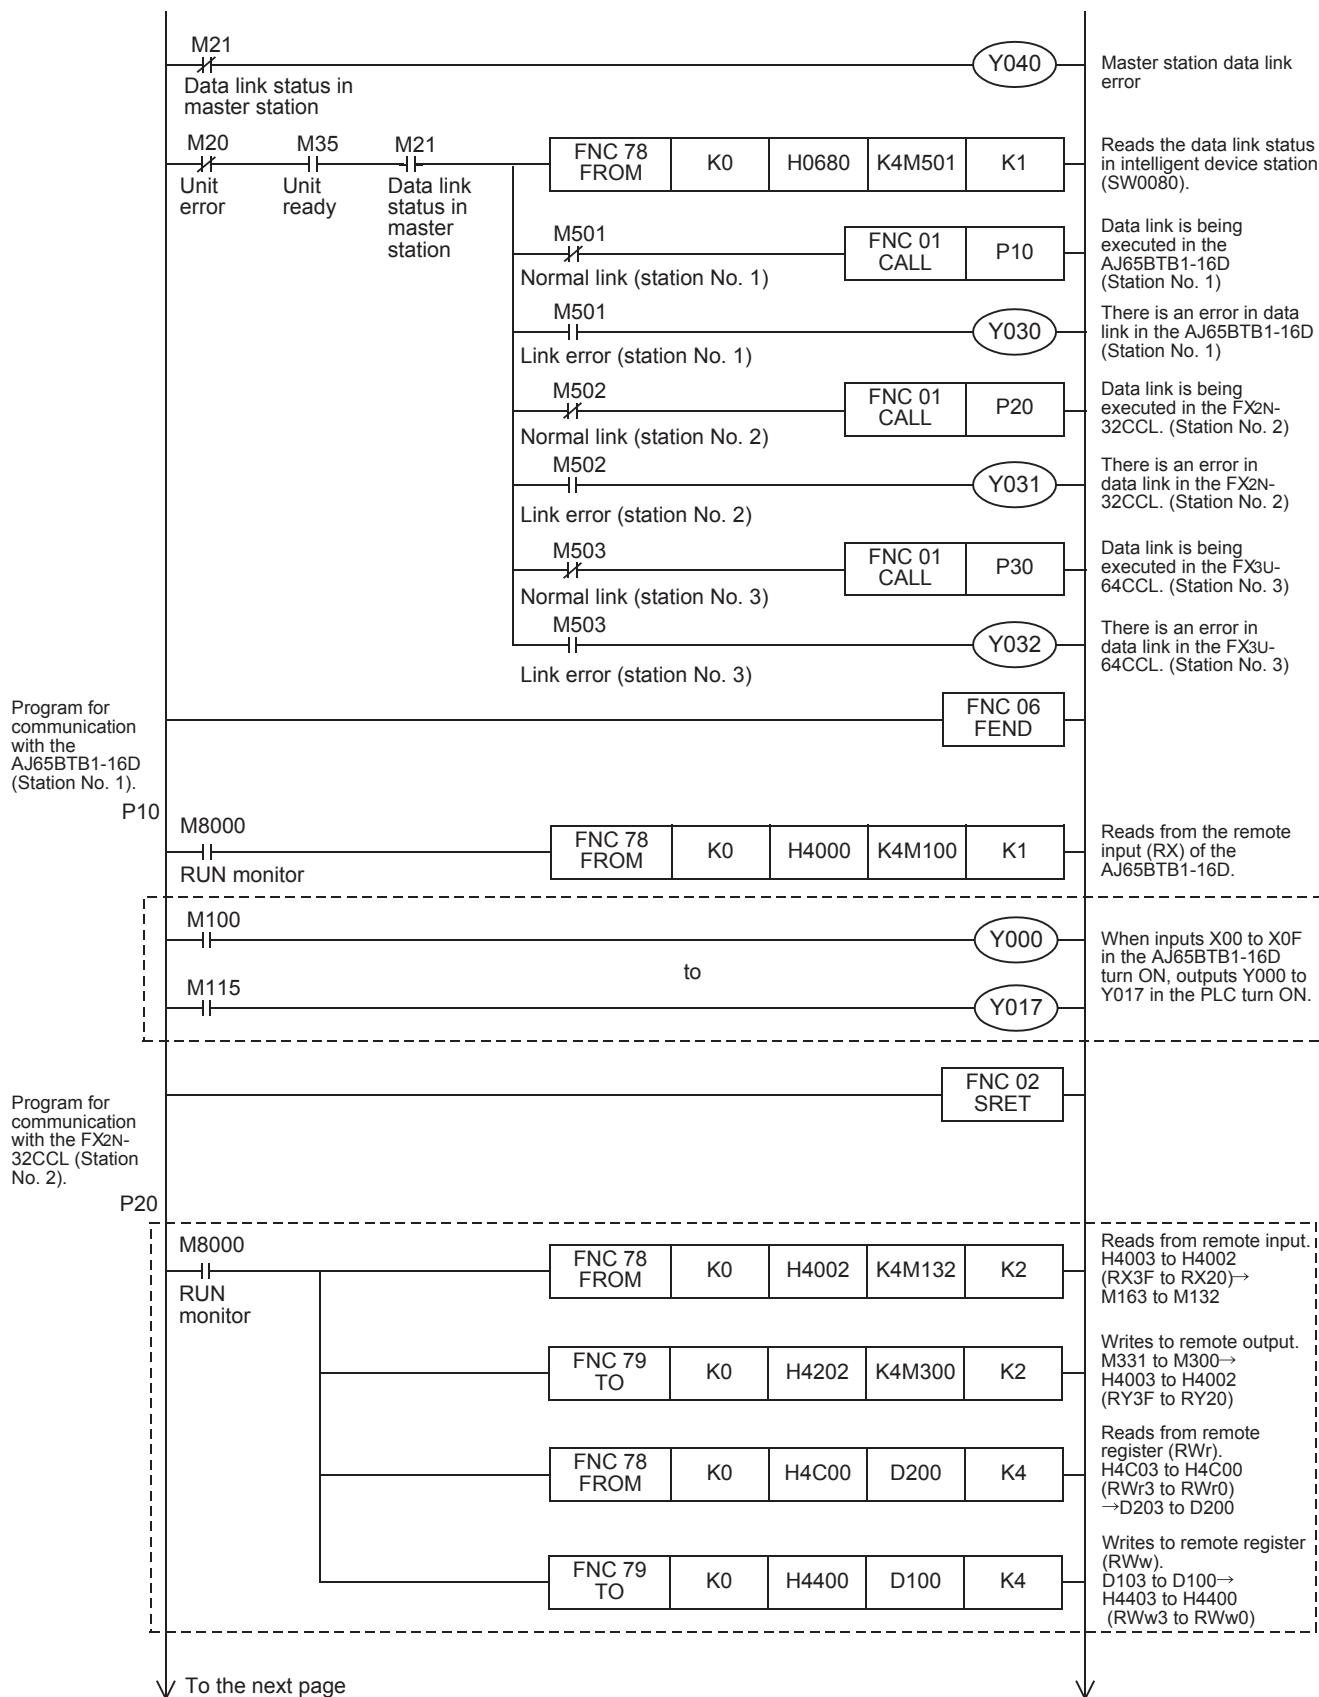 M21
Y040
Data link status in
master station
Master station data link
error
M20
M35
M21
FNC 78
FROM
K0
H0680
K4M501
K1
Unit
error
Unit
ready
Data link
status in
master
station
Reads the data link status
in intelligent device station
(SW0080).
M501
FNC 01
CALL
P10
Normal link (station No. 1)
Data link is being
executed in the
AJ65BTB1-16D
(Station No. 1)
M501
Y030
Link error (station No. 1)
There is an error in data
link in the AJ65BTB1-16D
(Station No. 1)
M502
FNC 01
CALL
P20
Normal link (station No. 2)
Data link is being
executed in the FX2N-
32CCL. (Station No. 2)
M502
Y031
Link error (station No. 2)
There is an error in
data link in the FX2N-
32CCL. (Station No. 2)
M503
FNC 01
CALL
P30
Normal link (station No. 3)
Data link is being
executed in the FX3U-
64CCL. (Station No. 3)
M503
Y032
Link error (station No. 3)
There is an error in
data link in the FX3U-
64CCL. (Station No. 3)
FNC 06
FEND
Program for
communication
with the
AJ65BTB1-16D
(Station No. 1).
P10
M8000
RUN monitor
FNC 78
FROM
K0
H4000
K4M100
K1
Reads from the remote
input (RX) of the
AJ65BTB1-16D.
M100
Y000
to
M115
Y017
When inputs X00 to X0F
in the AJ65BTB1-16D
turn ON, outputs Y000 to
Y017 in the PLC turn ON.
FNC 02
SRET
Program for
communication
with the FX2N-
32CCL (Station
No. 2).
P20
M8000
RUN
monitor
FNC 78
FROM
K0
H4002
K4M132
K2
Reads from remote input.
H4003 to H4002
(RX3F to RX20)→
M163 to M132
FNC 79
TO
K0
H4202
K4M300
K2
Writes to remote output.
M331 to M300→
H4003 to H4002
(RY3F to RY20)
FNC 78
FROM
K0
H4C00
D200
K4
Reads from remote
register (RWr).
H4C03 to H4C00
(RWr3 to RWr0)
→D203 to D200
FNC 79
TO
K0
H4400
D100
K4
Writes to remote register
(RWw).
D103 to D100→
H4403 to H4400
(RWw3 to RWw0)
To the next page